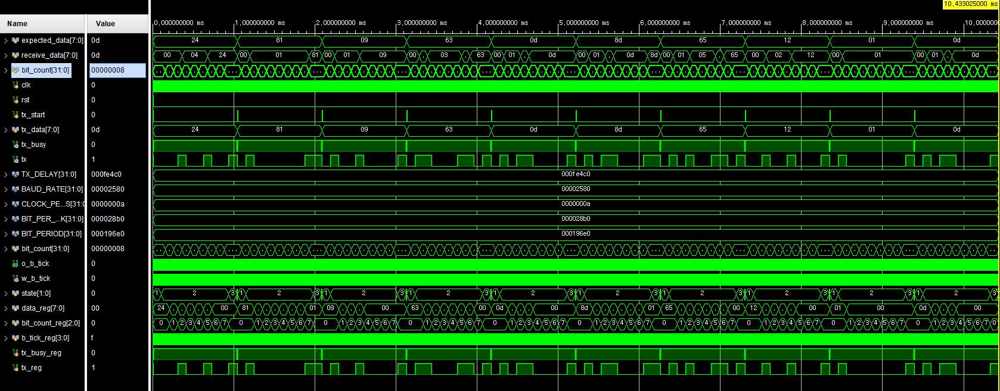 10,433025000 ms
Name Value
0,000000000 ms 1,000000000 ms 2,000000000 ms 3,000000000 ms 4,000000000 ms 5,000000000 ms 6,000000000 ms 7,000000000 ms 8,000000000 ms 9,000000000 ms 10,0000000
expected_data[7:0] 0d 24 81 09 63 0d 8d 65 12 01 0d
receive_data[7:0] 0d 00 04 24 00 01 81 00 01 09 00 . 03 . 63 00 01 . 0d 00 01 . 0d 8d 00 01 05 . 65 00 02 12 00 01 00 01 . 0d
bit_count[31:0] 00000008
clk 0
rst 0
tx_start 0
tx_data[7:0] 0d 24 81 09 63 0d 8d 65 12 01 0d
tx_busy 0
tx 1
TX_DELAY[31:0] 000fe4c0 000fe4c0
BAUD_RATE[31:0] 00002580 00002580
CLOCK_PE...S[31:0 0000000a 0000000a
BIT_PER_...K[31:0] 000028b0 000028b0
BIT_PERIOD[31:0] 000196e0 000196e0
bit_count[31:0] 00000008
o_b_tick 0
w_b_tick 0
state[1:0] 0 1 2 3 1 2 3 1 2 3 1 2 3 1 2 3 1 2 3 1 2 3 1 2 3 1 2 3 1 2 3
data_reg[7:0] 00 24 00 81 01 09 00 63 00 0d 00 8d 01 65 00 12 00 01 00 0d 00
bit_count_reg[2:0] 0 0 1 2 3 4 5 6 7 0 1 2 3 4 5 6 7 0 1 2 3 4 5 6 7 0 1 2 3 4 5 6 7 0 1 2 3 4 5 6 7 0 1 2 3 4 5 6 7 0 1 2 3 4 5 6 7 0 1 2 3 4 5 6 7 0 1 2 3 4 5 6 7 0 1 2 3 4 5 6 7 0
b_tick_reg[3:0] f
tx_busy_reg 0
tx_reg 1